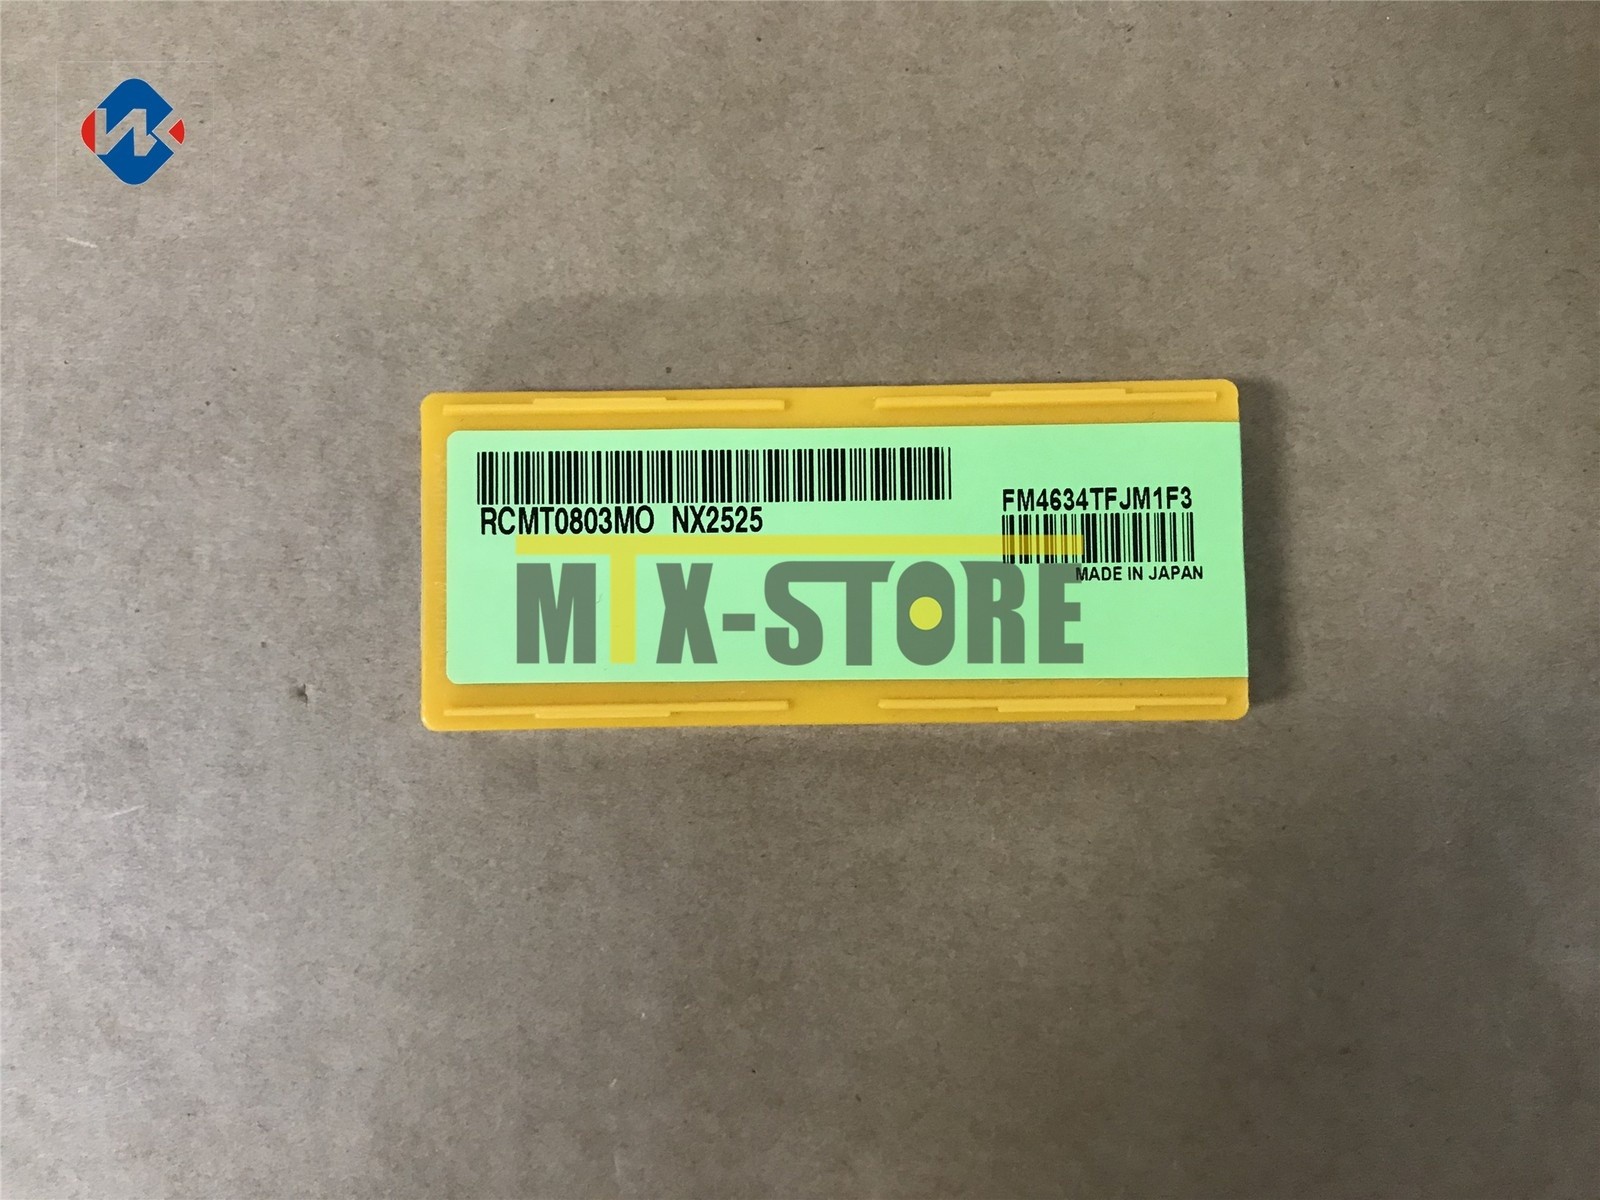 RCMT0803MO NX2525
FM4634TFJM1F3
MADE IN JAPAN
MTX-STORE